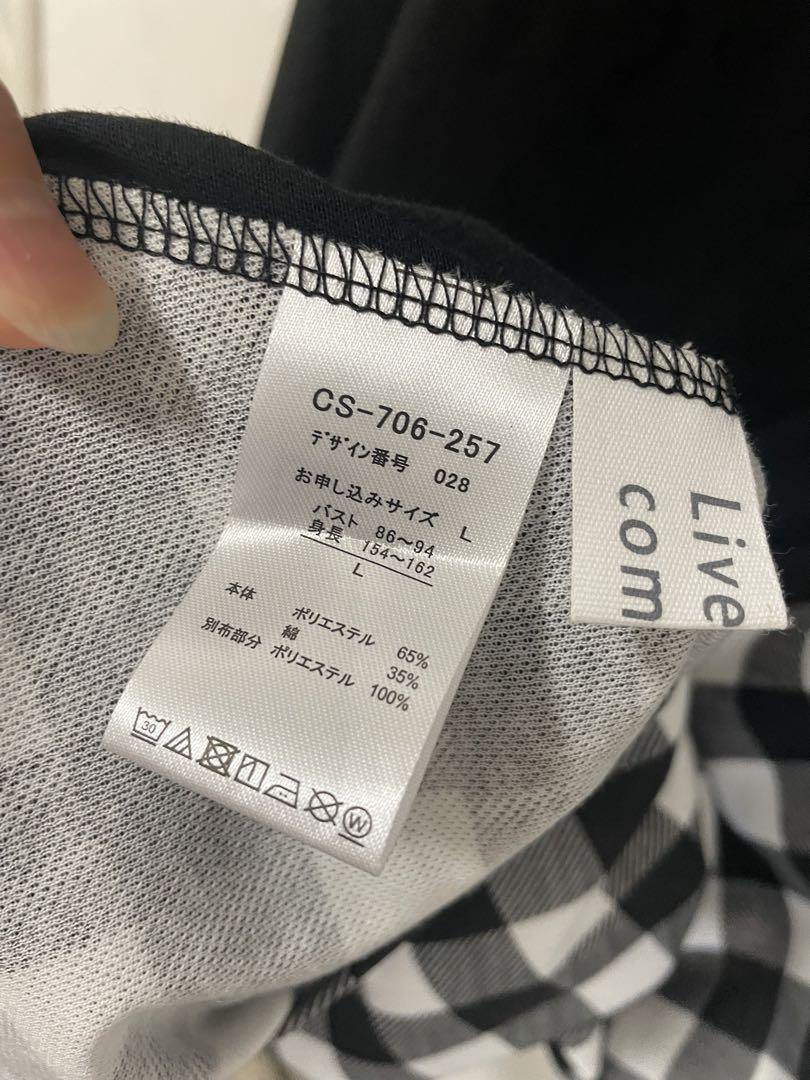 CS-706-257
デザイン番号 028
お申し込みサイズ L
バスト 86～94
身長 154～162
L
本体 ポリエステル 65%
綿 35%
別布部分 ポリエステル 100%
30
W
Live
com